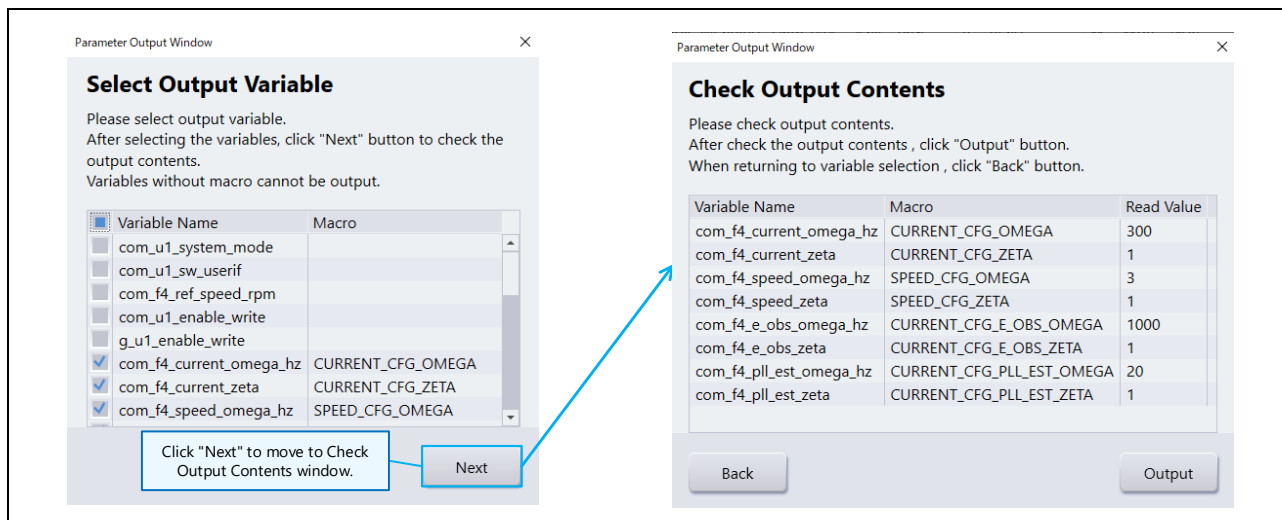 Parameter Output Window
Select Output Variable
Please select output variable.
After selecting the variables, click "Next" button to check the
output contents.
Variables without macro cannot be output.
Variable Name Macro
com_u1_system_mode
com_u1_sw_userif
com_f4_ref_speed_rpm
com_u1_enable_write
g_u1_enable_write
com_f4_current_omega_hz CURRENT_CFG_OMEGA
com_f4_current_zeta CURRENT_CFG_ZETA
com_f4_speed_omega_hz SPEED_CFG_OMEGA
Click "Next" to move to Check
Output Contents window.
Next
Parameter Output Window
Check Output Contents
Please check output contents.
After check the output contents , click "Output" button.
When returning to variable selection , click "Back" button.
Variable Name Macro Read Value
com_f4_current_omega_hz CURRENT_CFG_OMEGA 300
com_f4_current_zeta CURRENT_CFG_ZETA 1
com_f4_speed_omega_hz SPEED_CFG_OMEGA 3
com_f4_speed_zeta SPEED_CFG_ZETA 1
com_f4_e_obs_omega_hz CURRENT_CFG_E_OBS_OMEGA 1000
com_f4_e_obs_zeta CURRENT_CFG_E_OBS_ZETA 1
com_f4_pll_est_omega_hz CURRENT_CFG_PLL_EST_OMEGA 20
com_f4_pll_est_zeta CURRENT_CFG_PLL_EST_ZETA 1
Back
Output